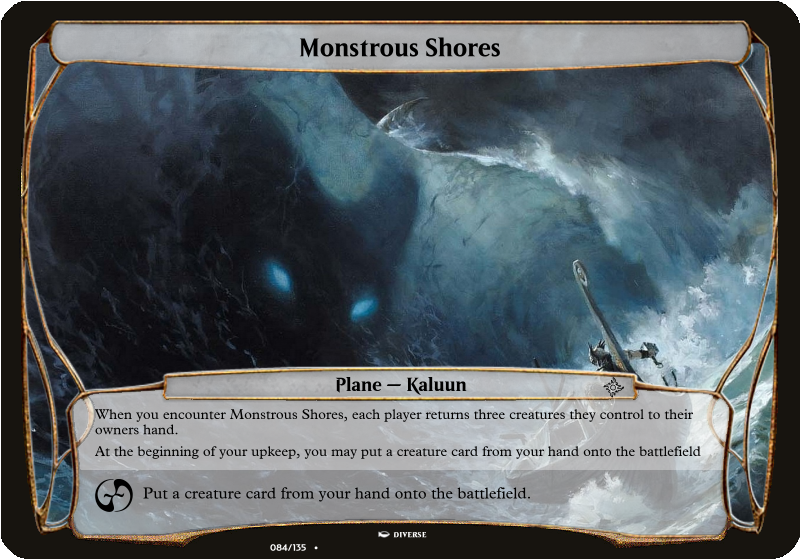 Monstrous Shores
Plane — Kaluun
When you encounter Monstrous Shores, each player returns three creatures they control to their
owners hand.
At the beginning of your upkeep, you may put a creature card from your hand onto the battlefield
Put a creature card from your hand onto the battlefield.
DIVERSE
084/135 •